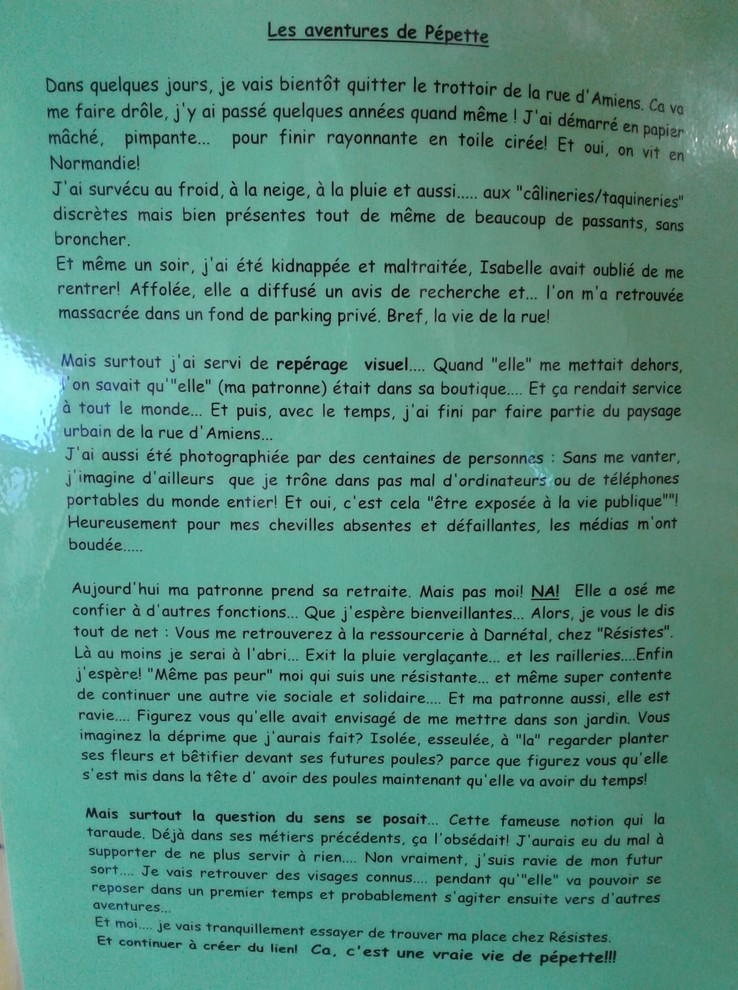 Les aventures de Pépette
Dans quelques jours, je vais bientôt quitter le trottoir de la rue d'Amiens. Ca va
me faire drôle, j'y ai passé quelques années quand même ! J'ai démarré en papier
mâché, pimpante... pour finir rayonnante en toile cirée! Et oui, on vit en
Normandie!
J'ai survécu au froid, à la neige, à la pluie et aussi..... aux "câlineries/taquineries"
discrètes mais bien présentes tout de même de beaucoup de passants, sans
broncher.
Et même un soir, j'ai été kidnappée et maltraitée, Isabelle avait oublié de me
rentrer! Affolée, elle a diffusé un avis de recherche et... l'on m'a retrouvée
massacrée dans un fond de parking privé. Bref, la vie de la rue!
Mais surtout j'ai servi de repérage visuel.... Quand "elle" me mettait dehors,
l'on savait qu'"elle" (ma patronne) était dans sa boutique.... Et ça rendait service
à tout le monde... Et puis, avec le temps, j'ai fini par faire partie du paysage
urbain de la rue d'Amiens...
J'ai aussi été photographiée par des centaines de personnes : Sans me vanter,
j'imagine d'ailleurs que je trône dans pas mal d'ordinateurs ou de téléphones
portables du monde entier! Et oui, c'est cela "être exposée à la vie publique""!
Heureusement pour mes chevilles absentes et défaillantes, les médias m'ont
boudée.....
Aujourd'hui ma patronne prend sa retraite. Mais pas moi! NA! Elle a osé me
confier à d'autres fonctions... Que j'espère bienveillantes... Alors, je vous le dis
tout de net : Vous me retrouverez à la ressourcerie à Darnétal, chez "Résistes".
Là au moins je serai à l'abri... Exit la pluie verglaçante... et les railleries....Enfin
j'espère! "Même pas peur" moi qui suis une résistante... et même super contente
de continuer une autre vie sociale et solidaire.... Et ma patronne aussi, elle est
ravie.... Figurez vous qu'elle avait envisagé de me mettre dans son jardin. Vous
imaginez la déprime que j'aurais fait? Isolée, esseulée, à "la" regarder planter
ses fleurs et bêtifier devant ses futures poules? parce que figurez vous qu'elle
s'est mis dans la tête d' avoir des poules maintenant qu'elle va avoir du temps!
Mais surtout la question du sens se posait... Cette fameuse notion qui la
taraude. Déjà dans ses métiers précédents, ça l'obsédait! J'aurais eu du mal à
supporter de ne plus servir à rien.... Non vraiment, j'suis ravie de mon futur
sort.... Je vais retrouver des visages connus.... pendant qu'"elle" va pouvoir se
reposer dans un premier temps et probablement s'agiter ensuite vers d'autres
aventures...
Et moi.... je vais tranquillement essayer de trouver ma place chez Résistes.
Et continuer à créer du lien! Ca, c'est une vraie vie de pépette!!!